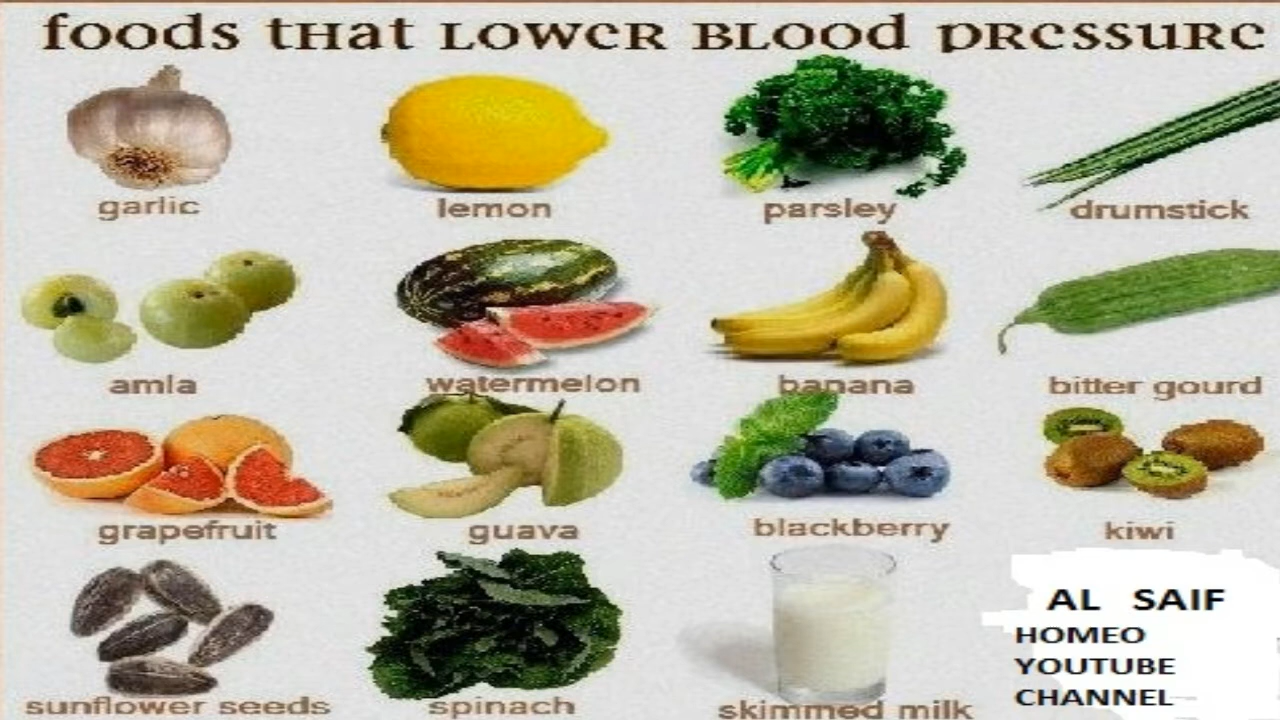 foods tHat LOWER BLOOD PRESSURE
garlic
lemon
parsley
drumstick
amla
watermelon
banana
bitter gourd
grapefruit
guava
blackberry
kiwi
sunflower seeds
spinach
skimmed milk
AL SAIF
HOMEO
YOUTUBE
CHANNEL